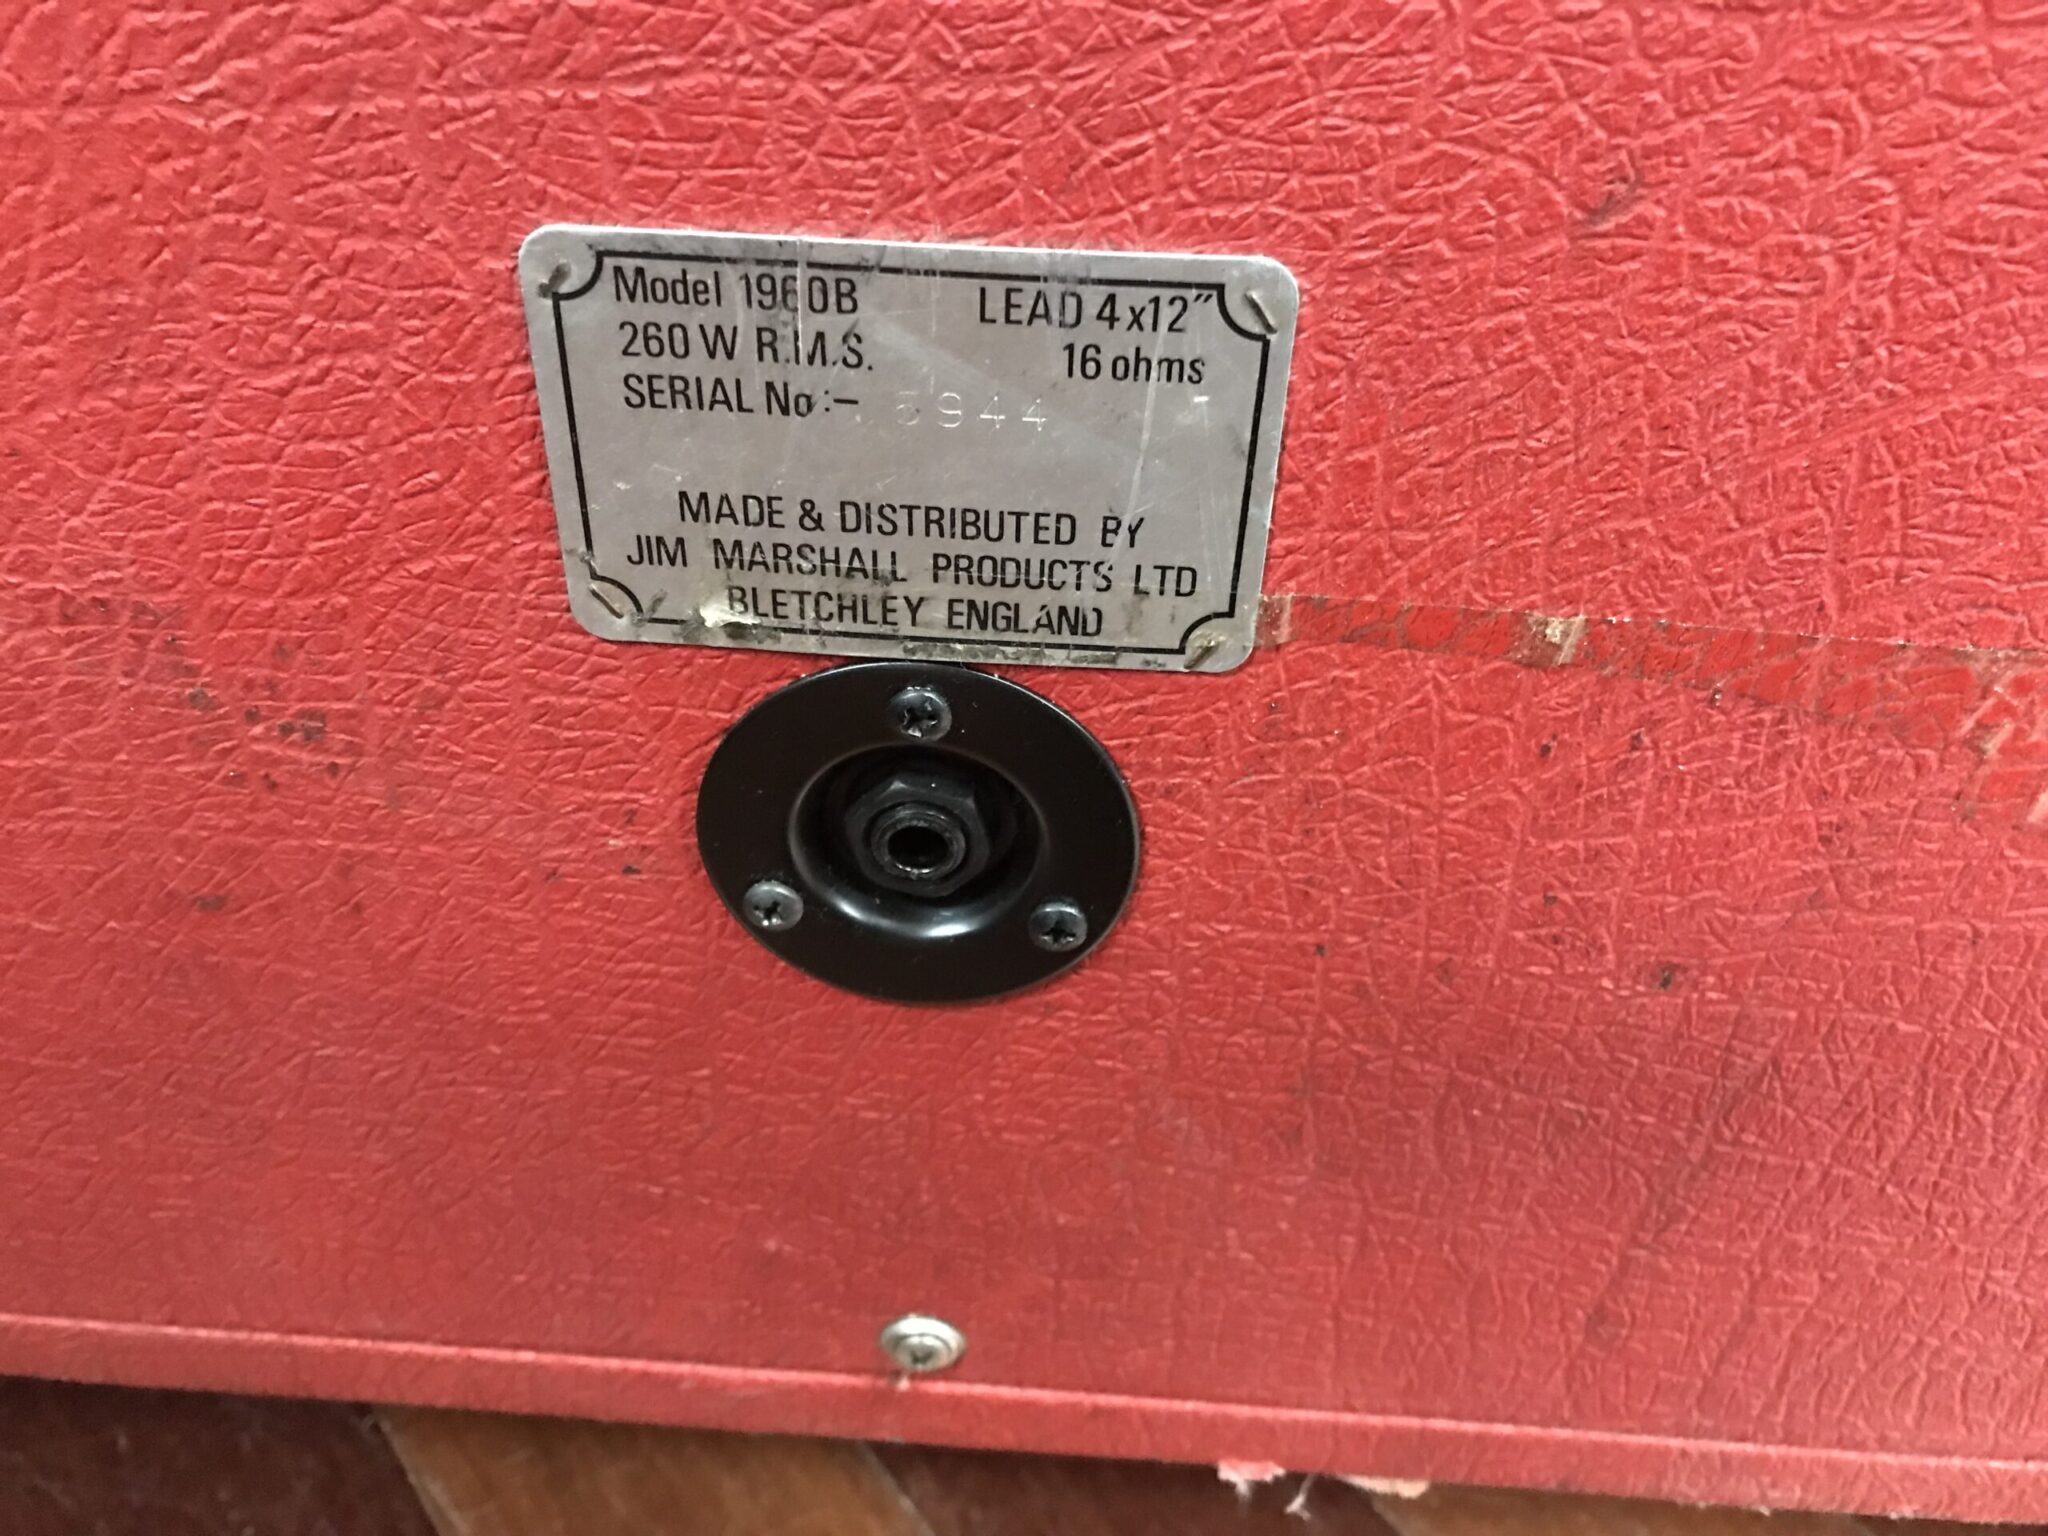 Model 1960B LEAD 4x12"
260 W R.M.S. 16 ohms
SERIAL No :-
MADE & DISTRIBUTED BY
JIM MARSHALL PRODUCTS LTD
BLETCHLEY ENGLAND